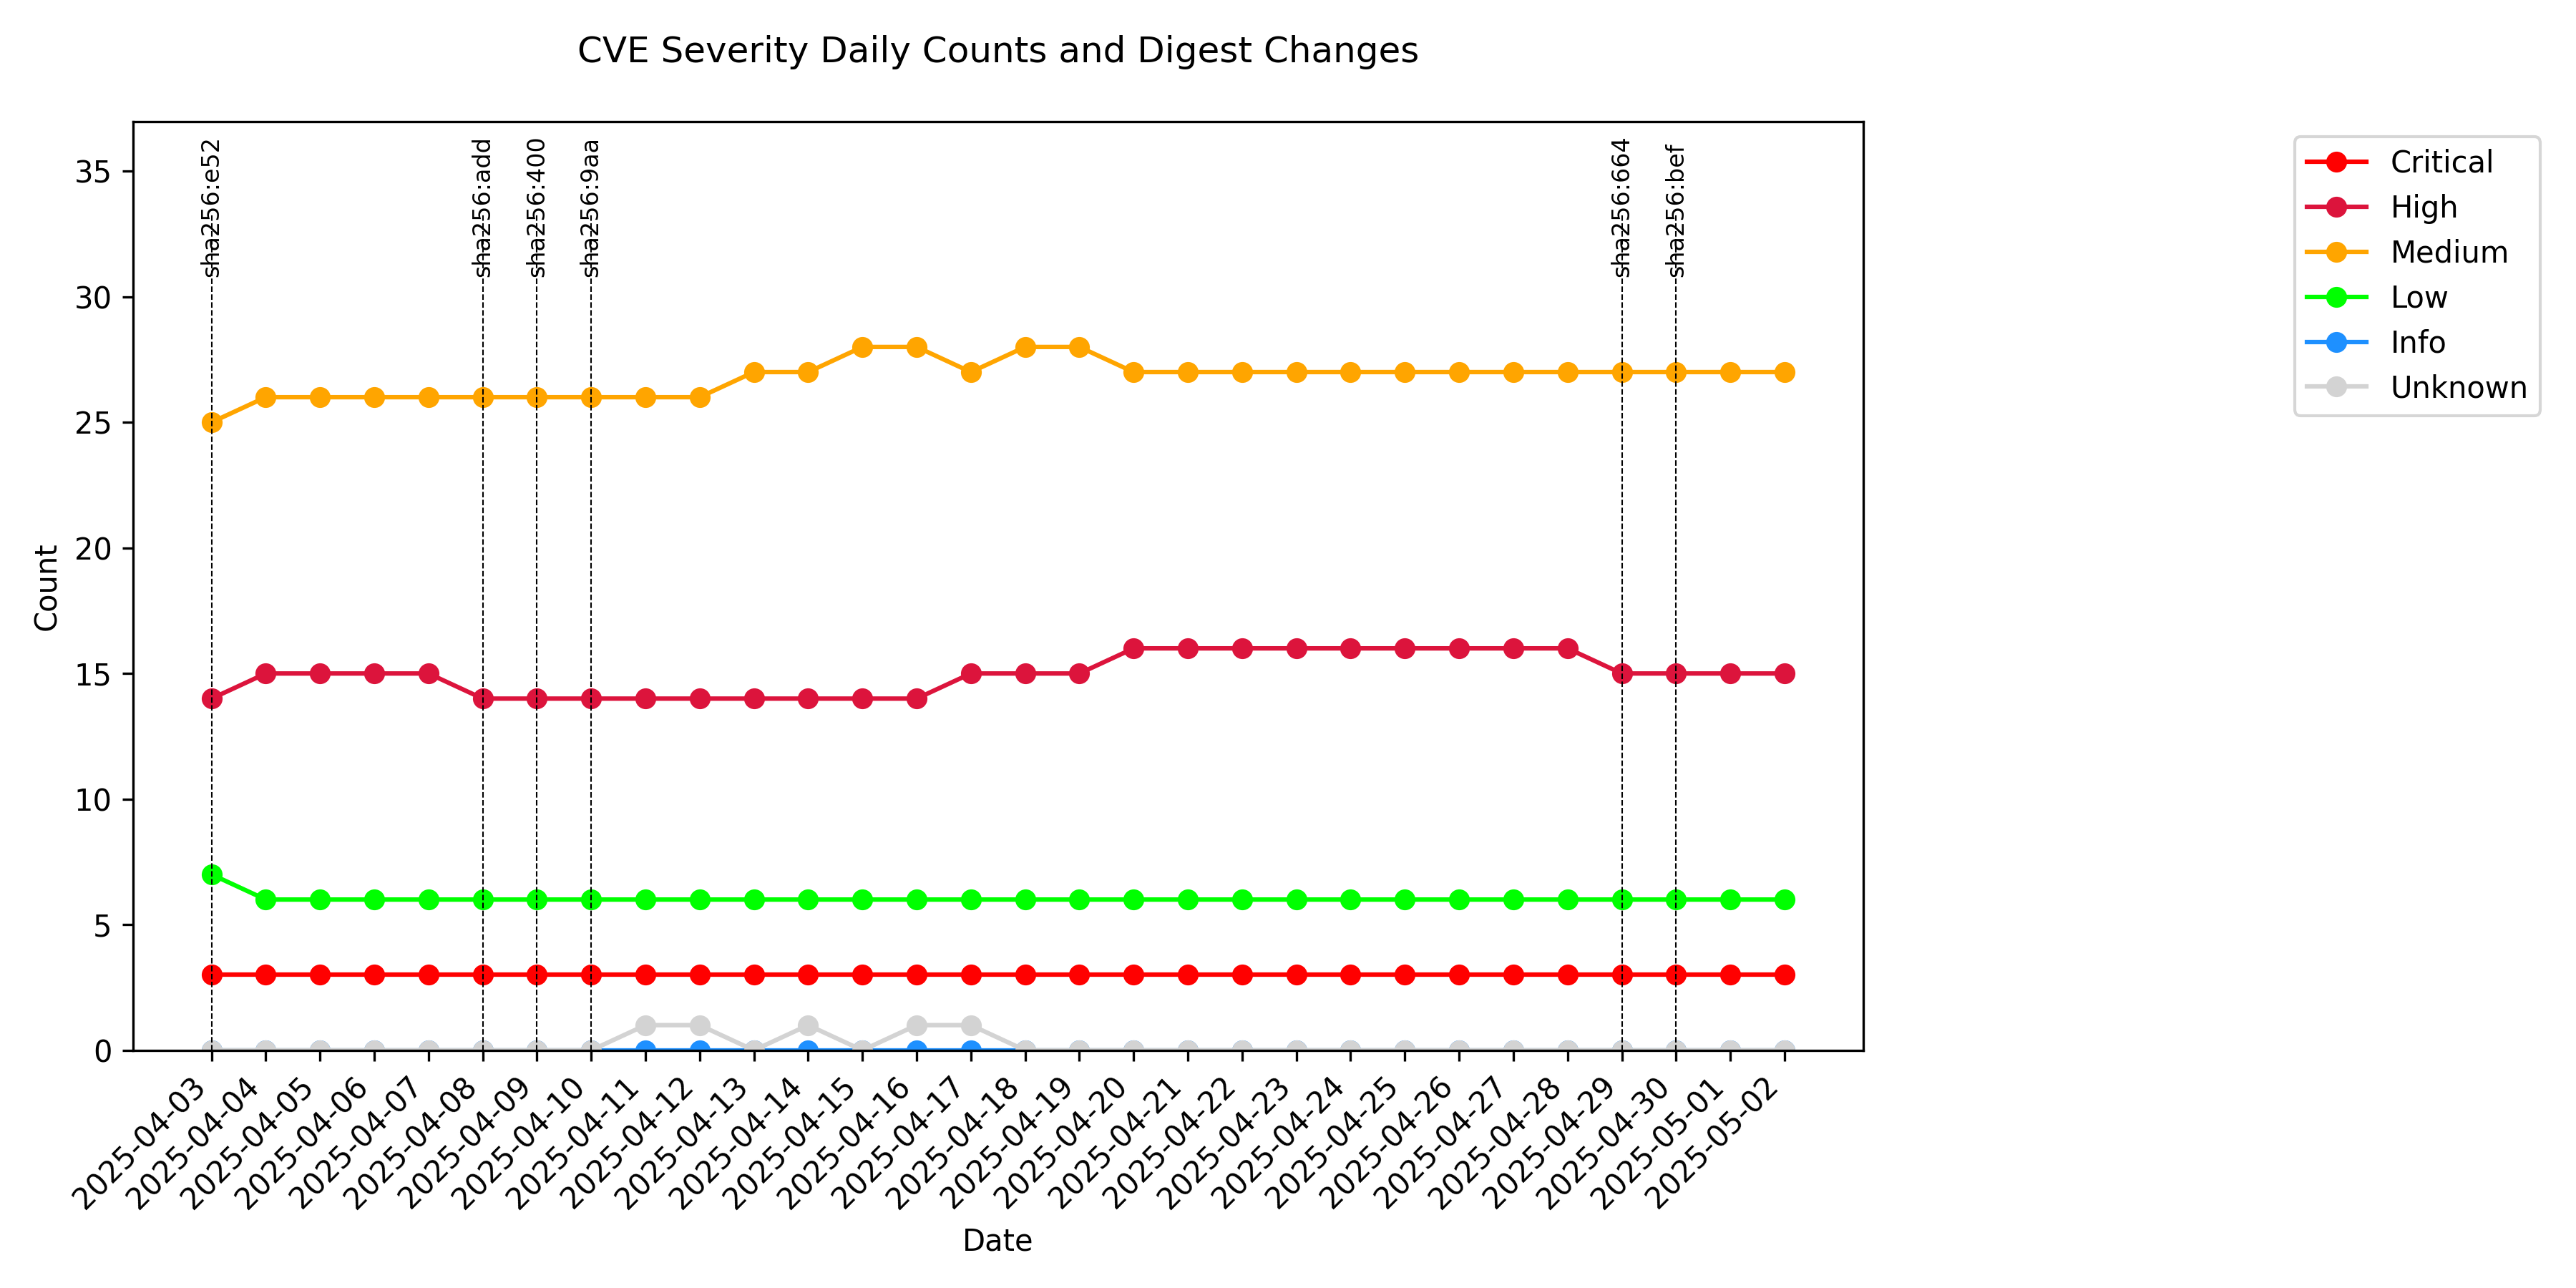 CVE Severity Daily Counts and Digest Changes
sha256:e52
sha256:add
sha256:400
sha256:9aa
sha256:664
sha256:bef
Critical
High
Medium
Low
Info
Unknown
Count
35
30
25
20
15
10
5
0
2025-04-03
2025-04-04
2025-04-05
2025-04-06
2025-04-07
2025-04-08
2025-04-09
2025-04-10
2025-04-11
2025-04-12
2025-04-13
2025-04-14
2025-04-15
2025-04-16
2025-04-17
2025-04-18
2025-04-19
2025-04-20
2025-04-21
2025-04-22
2025-04-23
2025-04-24
2025-04-25
2025-04-26
2025-04-27
2025-04-28
2025-04-29
2025-04-30
2025-05-01
2025-05-02
Date